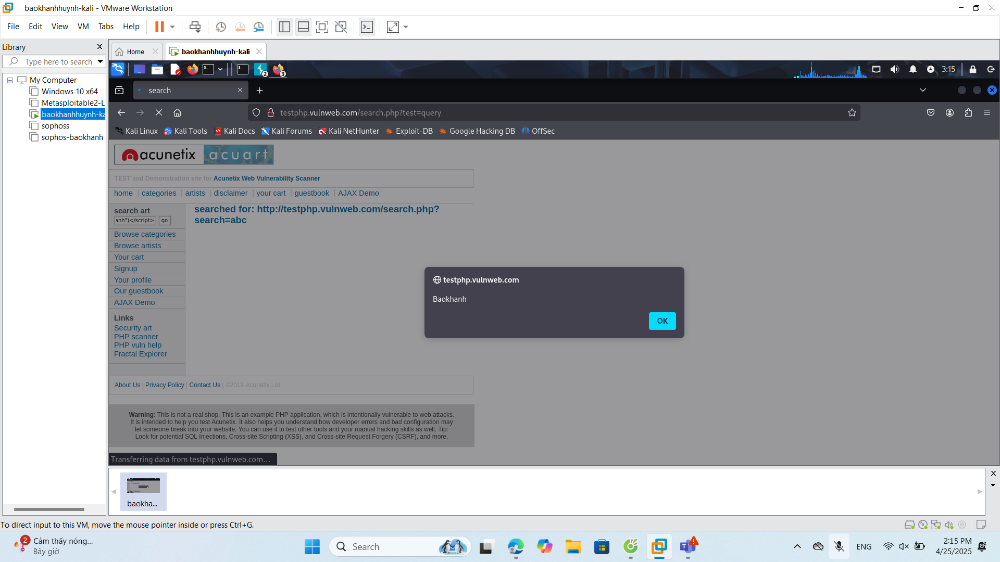 baokhanhhuynh-kali - VMware Workstation
File Edit View VM Tabs Help
Library
Type here to search
My Computer
Windows 10 x64
Metasploitable2-L
baokhanhhuynh-ka
sophoss
sophos-baokhanh
Home
baokhanhhuynh-kali
2
3
3:15
search
testphp.vulnweb.com/search.php?test=query
Kali Linux Kali Tools Kali Docs Kali Forums Kali NetHunter Exploit-DB Google Hacking DB OffSec
acunetix acuart
TEST and Demonstration site for Acunetix Web Vulnerability Scanner
home | categories | artists | disclaimer | your cart | guestbook | AJAX Demo
search art
anh")</script> go
Browse categories
Browse artists
Your cart
Signup
Your profile
Our guestbook
AJAX Demo
Links
Security art
PHP scanner
PHP vuln help
Fractal Explorer
searched for: http://testphp.vulnweb.com/search.php?
search=abc
testphp.vulnweb.com
Baokhanh
OK
About Us | Privacy Policy | Contact Us | ©2019 Acunetix Ltd
Warning: This is not a real shop. This is an example PHP application, which is intentionally vulnerable to web attacks.
It is intended to help you test Acunetix. It also helps you understand how developer errors and bad configuration may
let someone break into your website. You can use it to test other tools and your manual hacking skills as well. Tip:
Look for potential SQL Injections, Cross-site Scripting (XSS), and Cross-site Request Forgery (CSRF), and more.
Transferring data from testphp.vulnweb.com…
baokha...
To direct input to this VM, move the mouse pointer inside or press Ctrl+G.
2
Cảm thấy nóng...
Bây giờ
Search
ENG
2:15 PM
4/25/2025